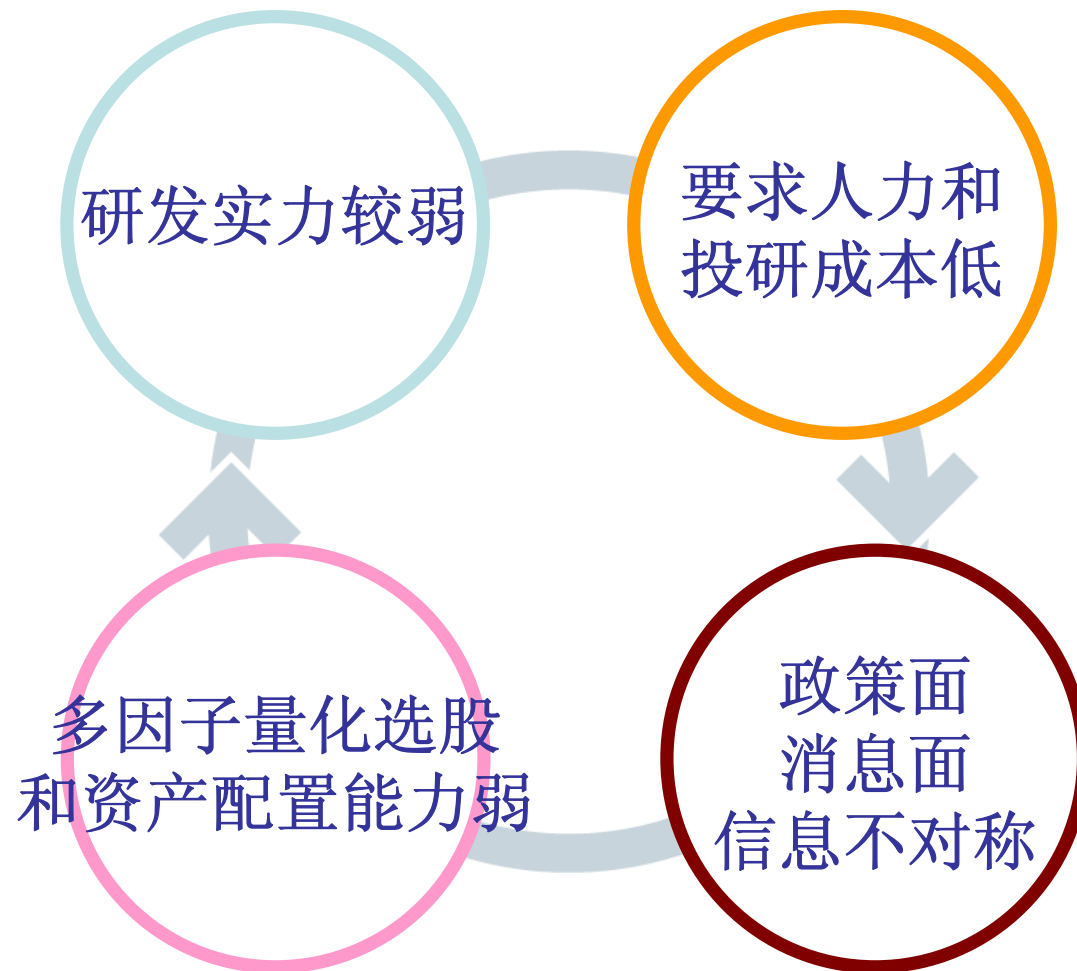 研发实力较弱
要求人力和
投研成本低
多因子量化选股
和资产配置能力弱
政策面
消息面
信息不对称